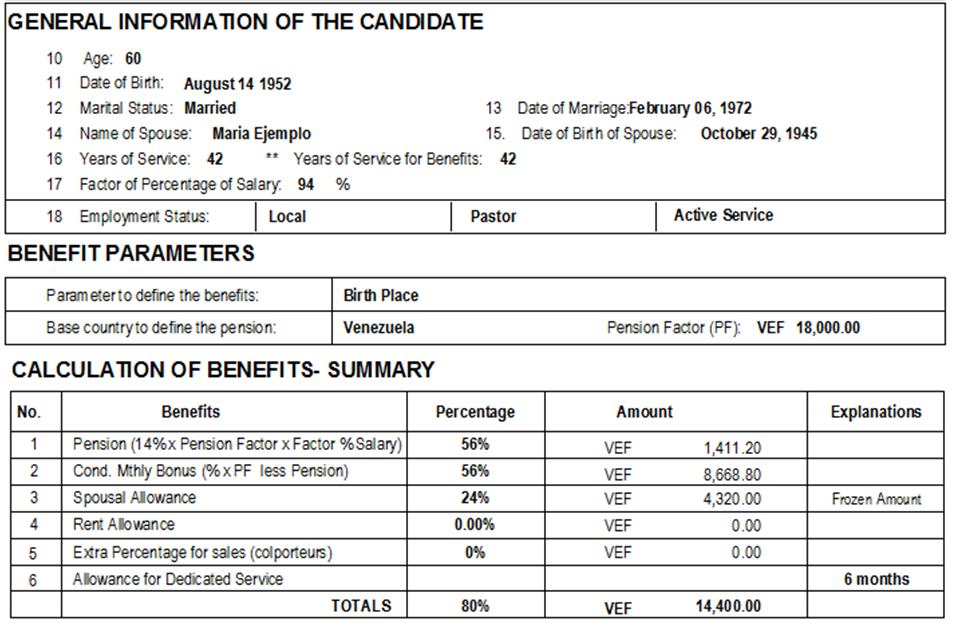 GENERAL INFORMATION OF THE CANDIDATE
10 Age: 60
11 Date of Birth: August 14 1952
12 Marital Status: Married 13 Date of Marriage:February 06, 1972
14 Name of Spouse: Maria Ejemplo 15. Date of Birth of Spouse: October 29, 1945
16 Years of Service: 42 ** Years of Service for Benefits: 42
17 Factor of Percentage of Salary: 94 %
18 Employment Status: Local Pastor Active Service
BENEFIT PARAMETERS
Parameter to define the benefits: Birth Place
Base country to define the pension: Venezuela Pension Factor (PF): VEF 18,000.00
CALCULATION OF BENEFITS- SUMMARY
No. Benefits Percentage Amount Explanations
1 Pension (14% x Pension Factor x Factor % Salary) 56% VEF 1,411.20
2 Cond. Mthly Bonus (% x PF less Pension) 56% VEF 8,668.80
3 Spousal Allowance 24% VEF 4,320.00 Frozen Amount
4 Rent Allowance 0.00% VEF 0.00
5 Extra Percentage for sales (colporteurs) 0% VEF 0.00
6 Allowance for Dedicated Service 6 months
TOTALS 80% VEF 14,400.00